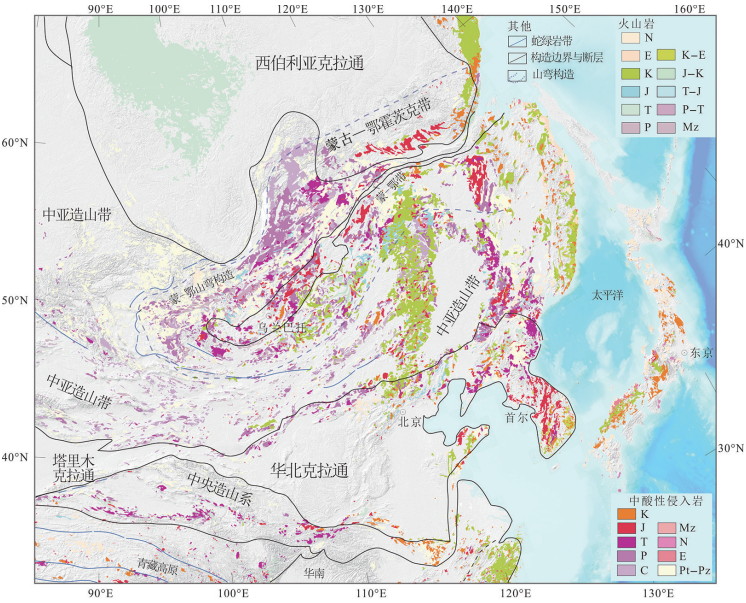 90°E 100°E 110°E 120°E 130°E 140°E 150°E 160°E
其他
蛇绿岩带
构造边界与断层
山弯构造
火山岩
N
E K–E
K J–K
J T–J
T P–T
P Mz
西伯利亚克拉通
蒙古—鄂霍茨克带
60°N
蒙-鄂带
中亚造山带
40°N
蒙-鄂山弯构造
50°N
乌兰巴托
中亚造山带
太平洋
东京
中亚造山带
北京
首尔
30°N
40°N
塔里木
克拉通
华北克拉通
中央造山系
青藏高原
华南
中酸性侵入岩
K
J Mz
T N
P E
C Pt–Pz
90°E 100°E 110°E 120°E 130°E